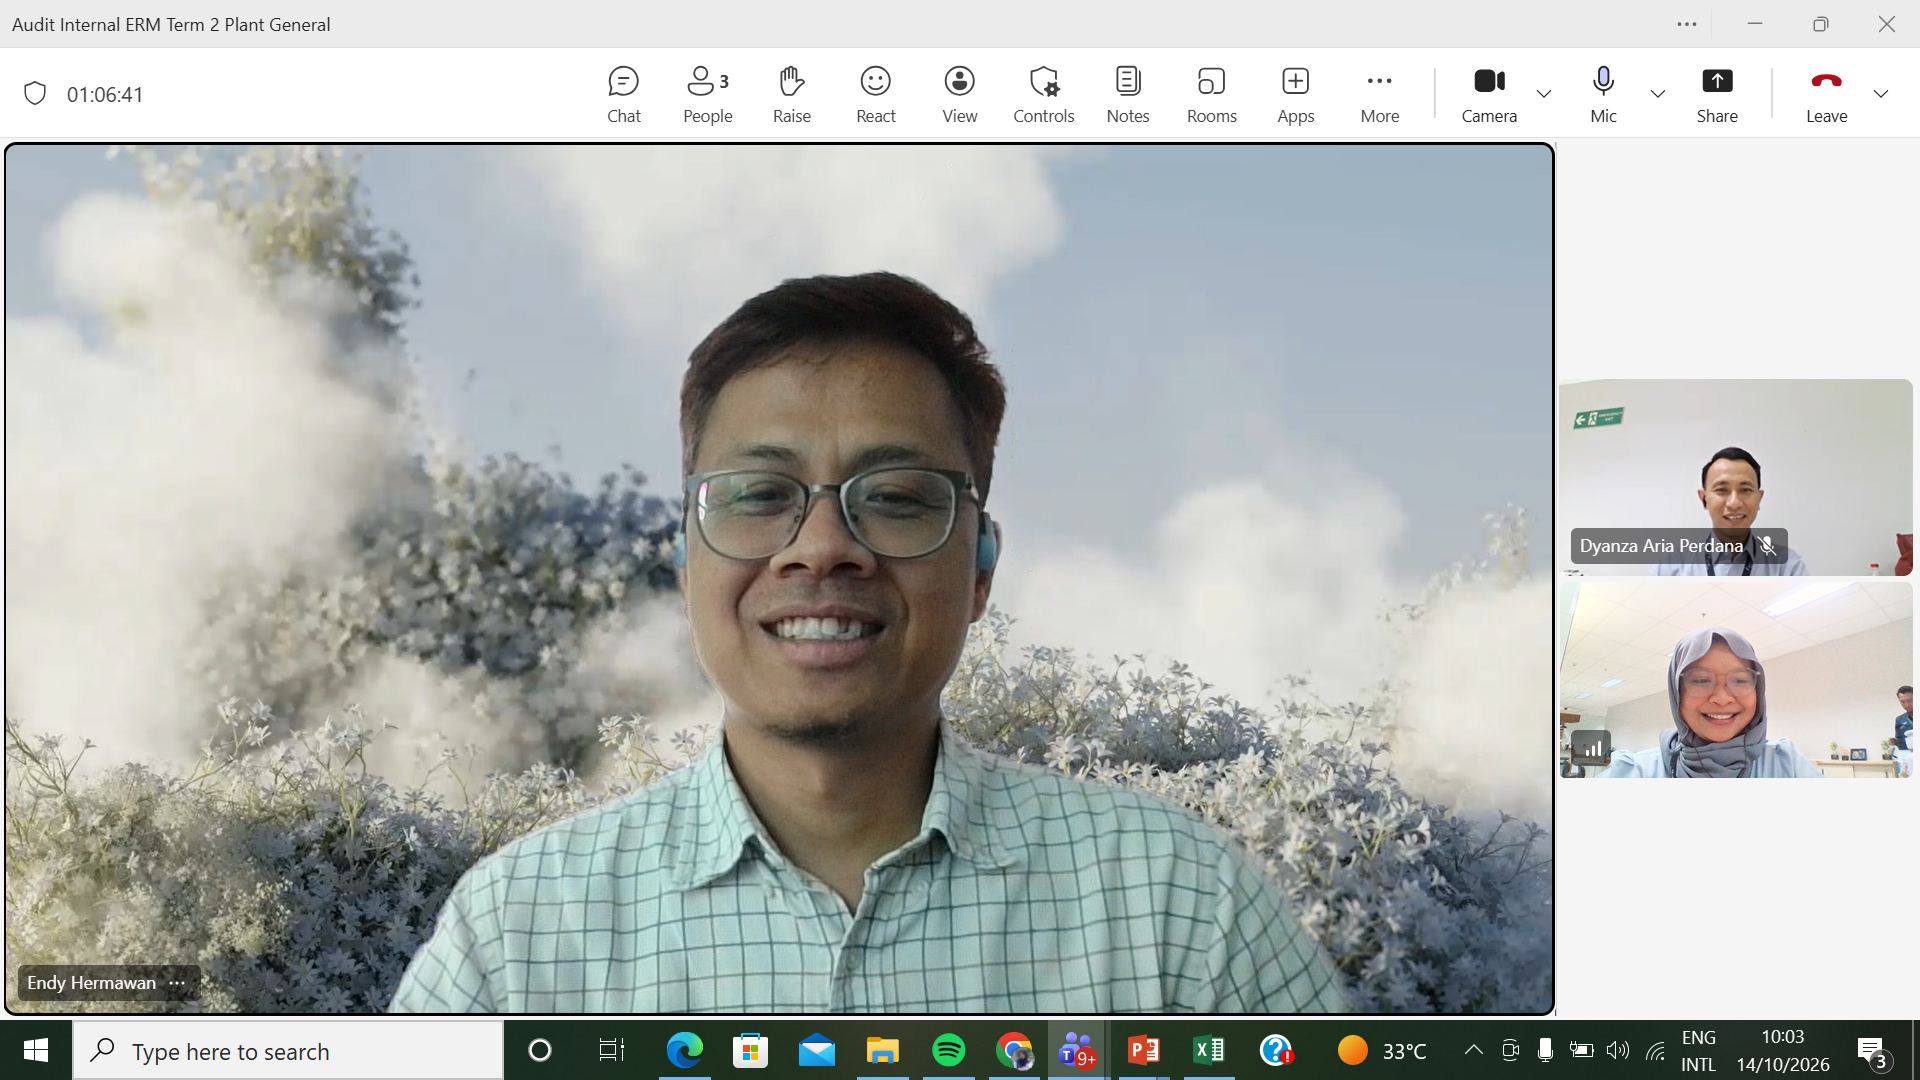 Audit Internal ERM Term 2 Plant General
01:06:41
3
Chat
People
Raise
React
View
Controls
Notes
Rooms
Apps
More
Camera
Mic
Share
Leave
EMERGENCY
EXIT
Dyanza Aria Perdana
Endy Hermawan
Type here to search
9+
33°C
ENG
INTL
10:03
14/10/2026
3